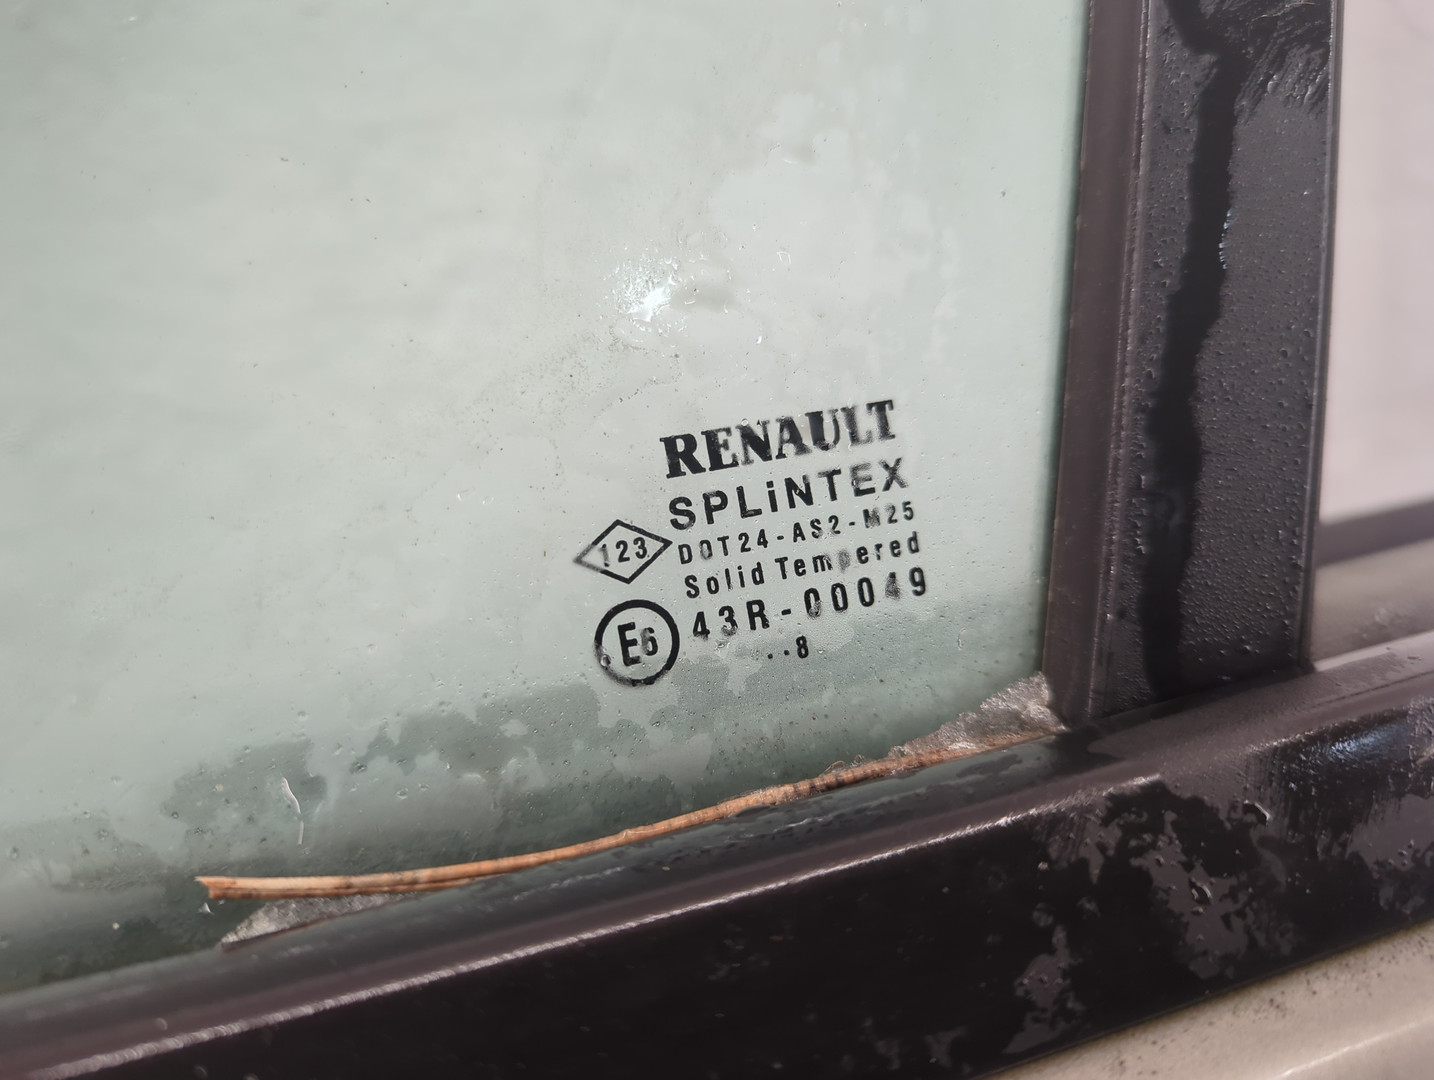 RENAULT
SPLiNTEX
123
DOT24-AS2-M25
Solid Tempered
E6
43R-00049
..8